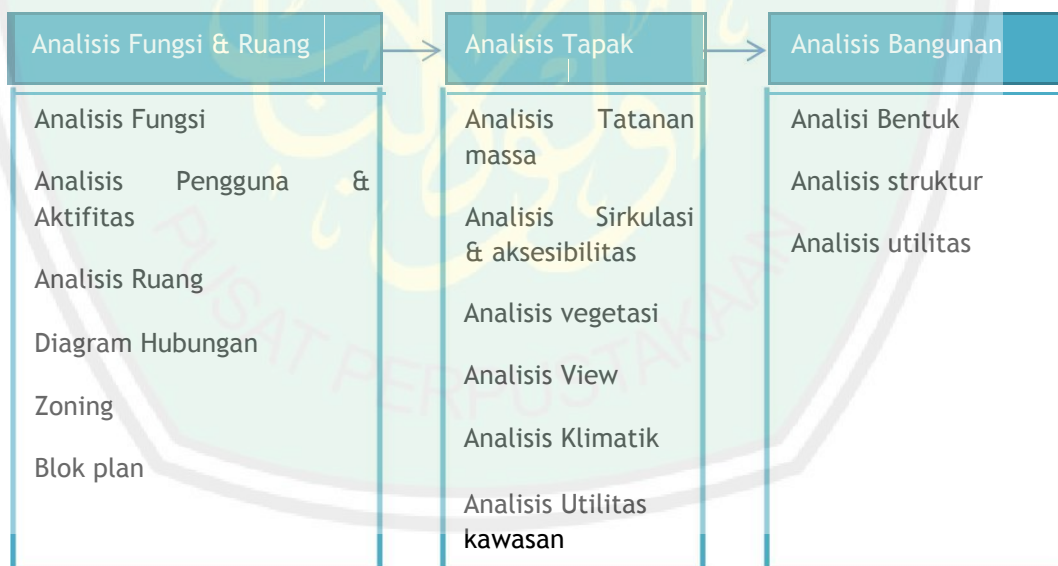 Analisis Fungsi & Ruang
Analisis Fungsi
Analisis Pengguna &
Aktifitas
Analisis Ruang
Diagram Hubungan
Zoning
Blok plan
Analisis Tapak
Analisis Tatanan
massa
Analisis Sirkulasi
& aksesibilitas
Analisis vegetasi
Analisis View
Analisis Klimatik
Analisis Utilitas
kawasan
Analisis Bangunan
Analisi Bentuk
Analisis struktur
Analisis utilitas
PUSAT PERPUSTAKAAN